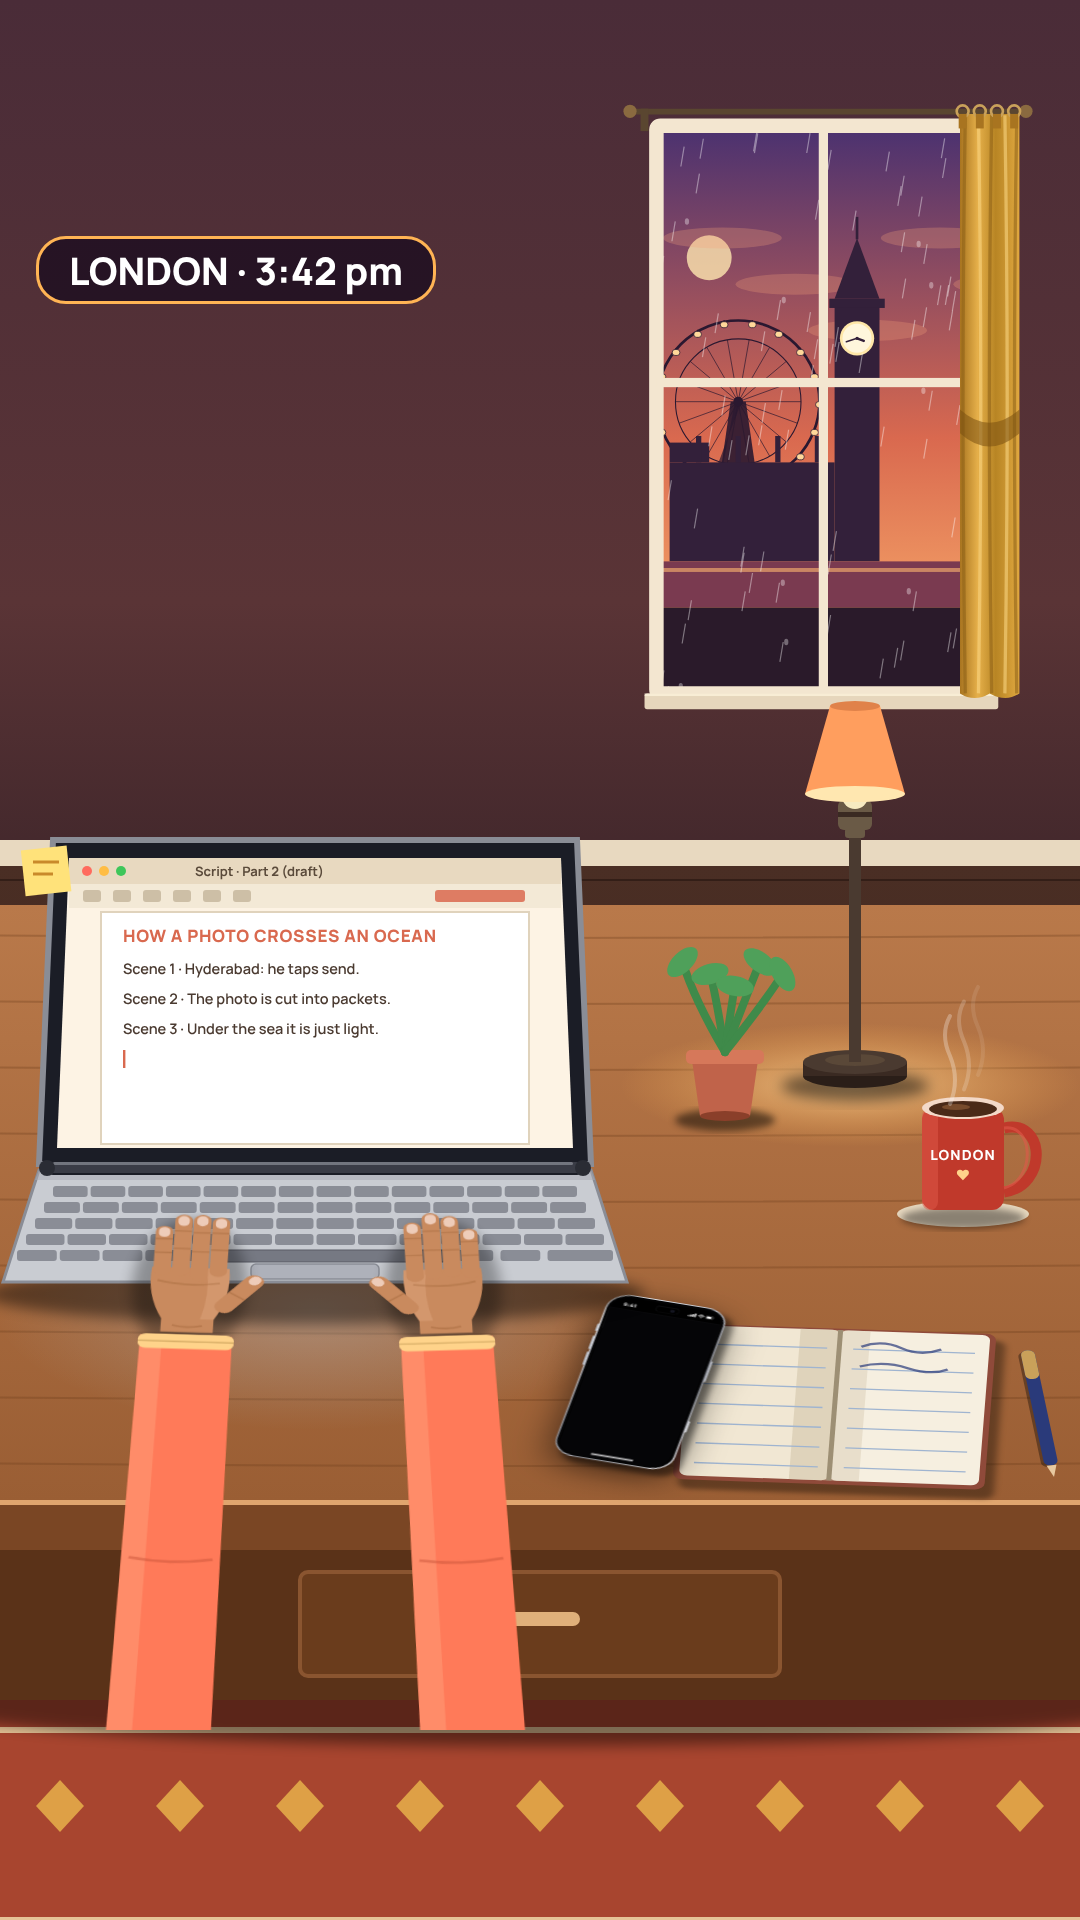 LONDON · 3:42 pm
Script · Part 2 (draft)
HOW A PHOTO CROSSES AN OCEAN
Scene 1 · Hyderabad: he taps send.
Scene 2 · The photo is cut into packets.
Scene 3 · Under the sea it is just light.
LONDON